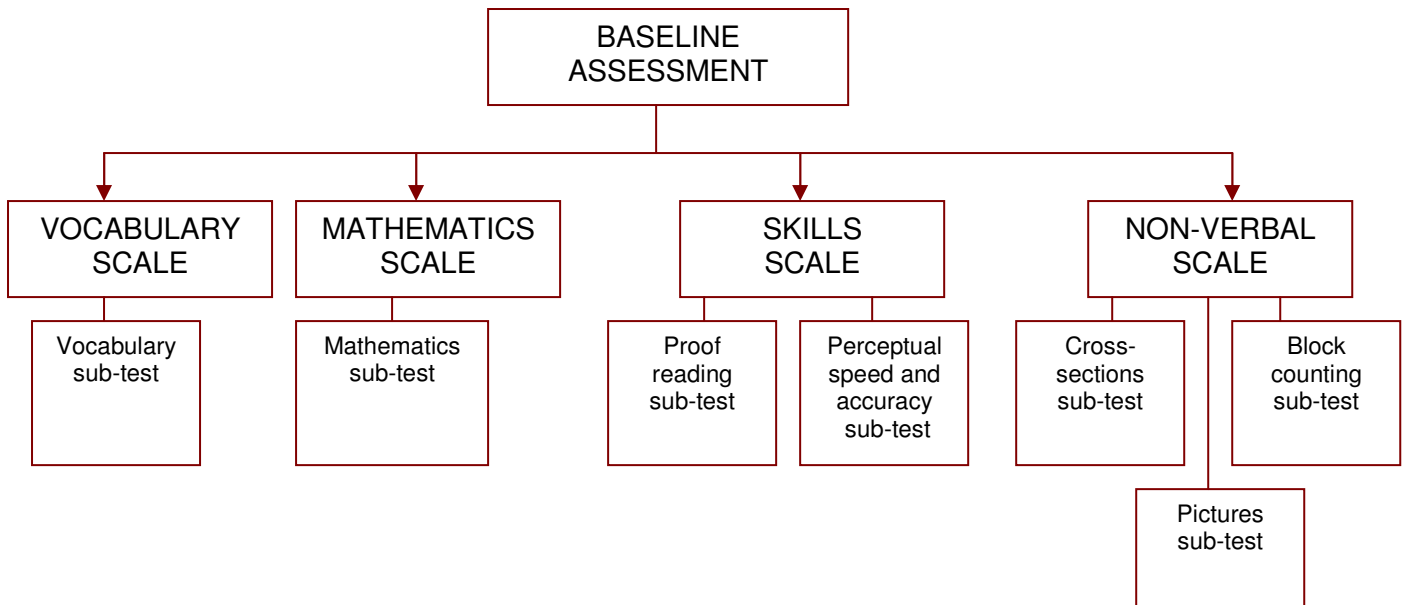 BASELINE
ASSESSMENT
VOCABULARY
SCALE
MATHEMATICS
SCALE
SKILLS
SCALE
NON-VERBAL
SCALE
Vocabulary
sub-test
Mathematics
sub-test
Proof
reading
sub-test
Perceptual
speed and
accuracy
sub-test
Cross-
sections
sub-test
Block
counting
sub-test
Pictures
sub-test